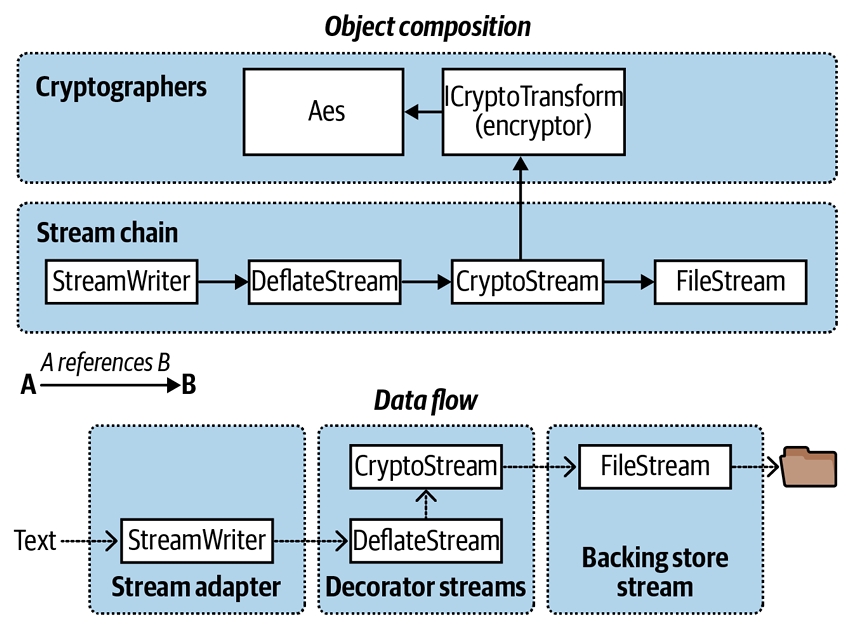 Object composition
Cryptographers
Aes
ICryptoTransform
(encryptor)
Stream chain
StreamWriter
DeflateStream
CryptoStream
FileStream
A references B
A
B
Data flow
CryptoStream
FileStream
Text
StreamWriter
DeflateStream
Stream adapter
Decorator streams
Backing store
stream